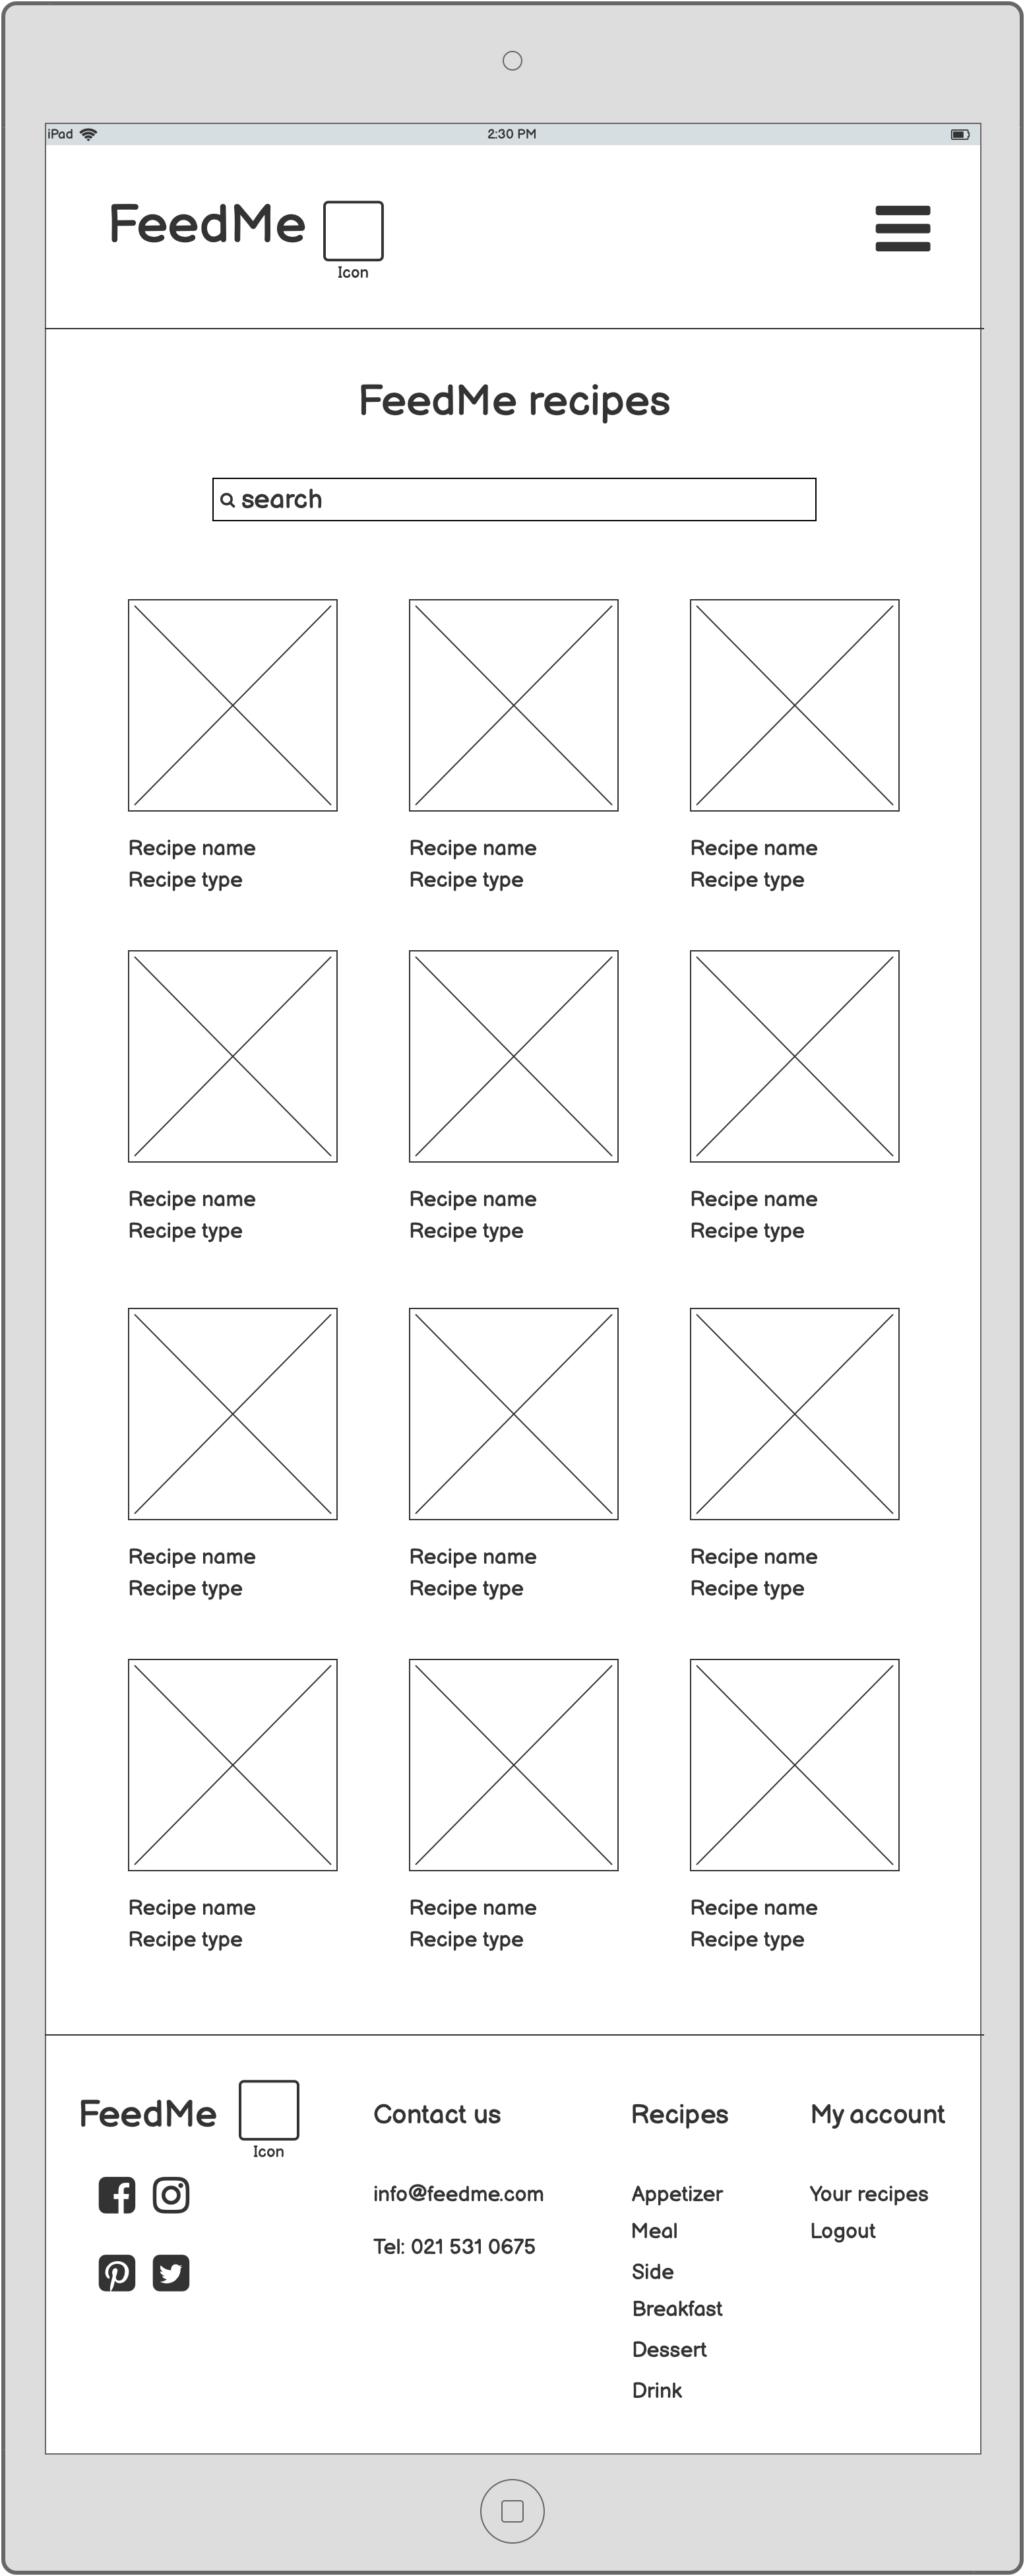 iPad 2:30 PM
FeedMe
Icon
FeedMe recipes
search
Recipe name Recipe name Recipe name
Recipe type Recipe type Recipe type
Recipe name Recipe name Recipe name
Recipe type Recipe type Recipe type
Recipe name Recipe name Recipe name
Recipe type Recipe type Recipe type
Recipe name Recipe name Recipe name
Recipe type Recipe type Recipe type
FeedMe
Icon
Contact us
info@feedme.com
Tel: 021 531 0675
Recipes
Appetizer
Meal
Side
Breakfast
Dessert
Drink
My account
Your recipes
Logout